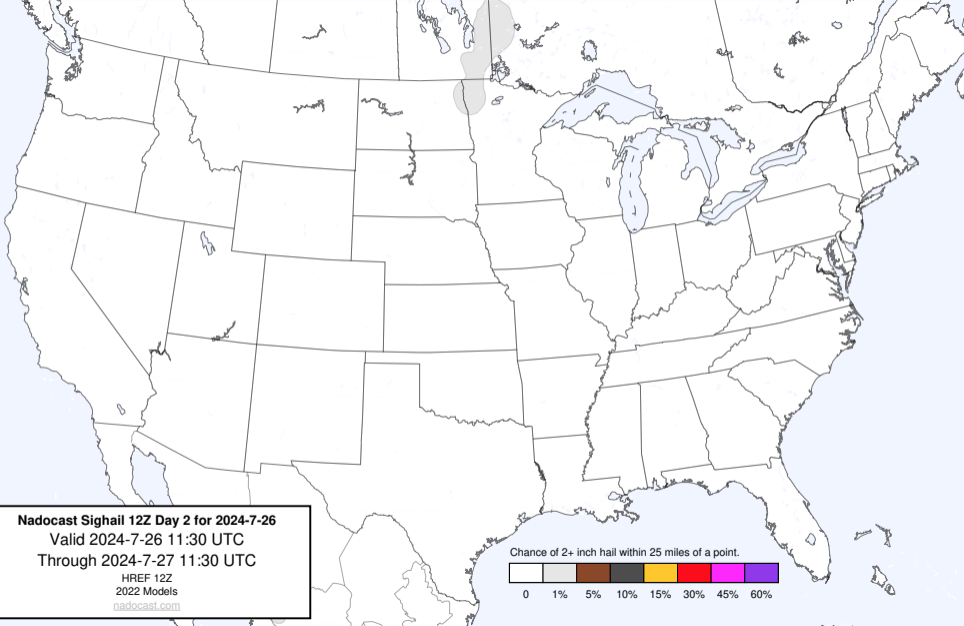 Nadocast Sighail 12Z Day 2 for 2024-7-26
Valid 2024-7-26 11:30 UTC
Through 2024-7-27 11:30 UTC
HREF 12Z
2022 Models
nadocast.com
Chance of 2+ inch hail within 25 miles of a point.
0 1% 5% 10% 15% 30% 45% 60%